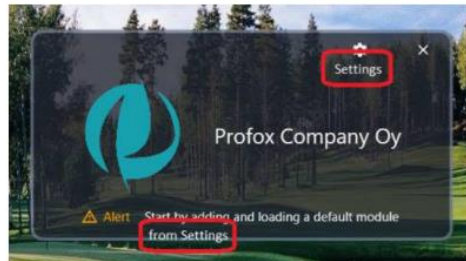 Settings
Profox Company Oy
Alert Start by adding and loading a default module
from Settings